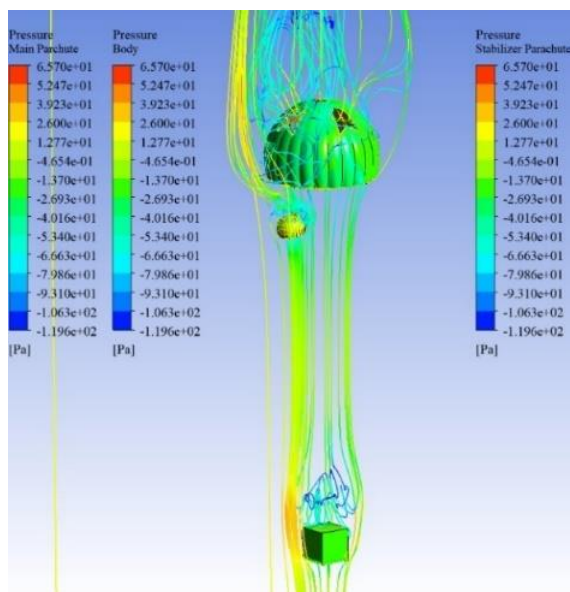 Pressure
Main Parchute
6.570e+01
5.247e+01
3.923e+01
2.600e+01
1.277e+01
-4.654e-01
-1.370e+01
-2.693e+01
-4.016e+01
-5.340e+01
-6.663e+01
-7.986e+01
-9.310e+01
-1.063e+02
-1.196e+02
[Pa]
Pressure
Body
6.570e+01
5.247e+01
3.923e+01
2.600e+01
1.277e+01
-4.654e-01
-1.370e+01
-2.693e+01
-4.016e+01
-5.340e+01
-6.663e+01
-7.986e+01
-9.310e+01
-1.063e+02
-1.196e+02
[Pa]
Pressure
Stabilizer Parachute
6.570e+01
5.247e+01
3.923e+01
2.600e+01
1.277e+01
-4.654e-01
-1.370e+01
-2.693e+01
-4.016e+01
-5.340e+01
-6.663e+01
-7.986e+01
-9.310e+01
-1.063e+02
-1.196e+02
[Pa]